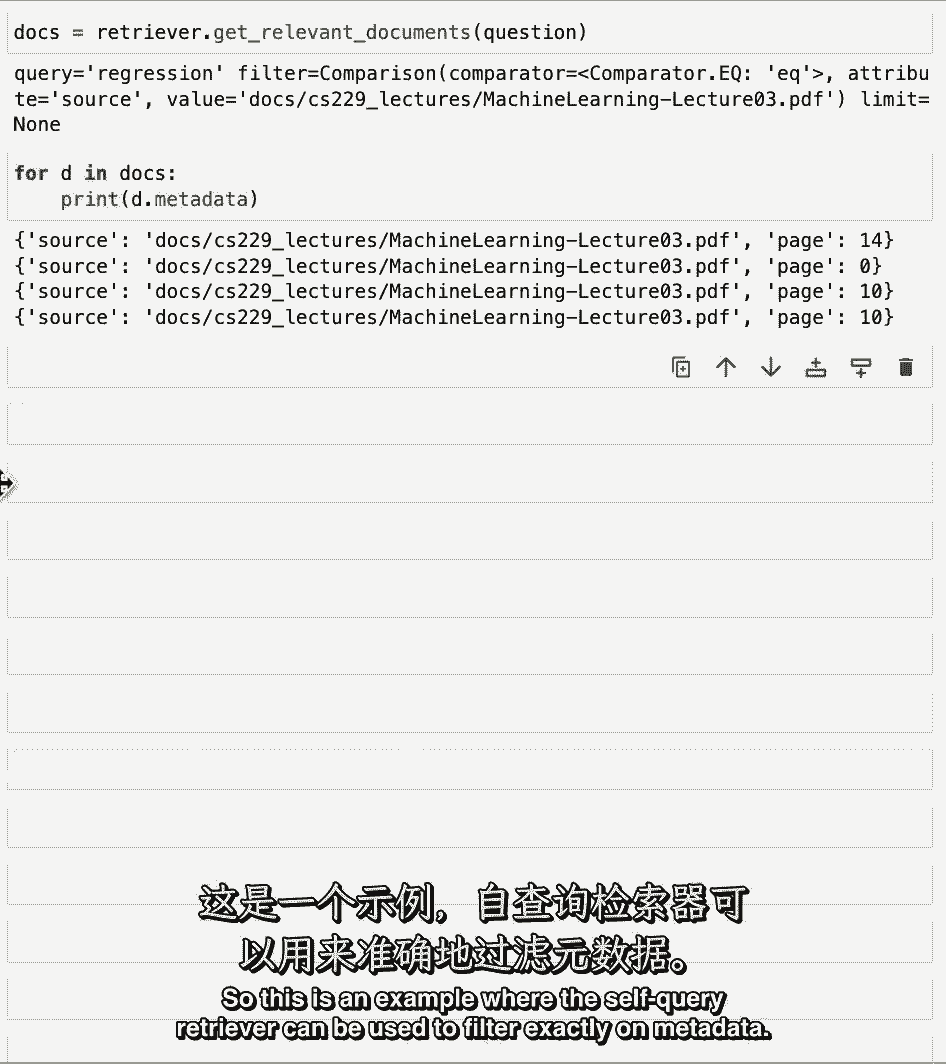 docs = retriever.get_relevant_documents(question)
query='regression' filter=Comparison(comparator=<Comparator.EQ: 'eq'>, attribu
te='source', value='docs/cs229_lectures/MachineLearning-Lecture03.pdf') limit=
None
for d in docs:
    print(d.metadata)
{'source': 'docs/cs229_lectures/MachineLearning-Lecture03.pdf', 'page': 14}
{'source': 'docs/cs229_lectures/MachineLearning-Lecture03.pdf', 'page': 0}
{'source': 'docs/cs229_lectures/MachineLearning-Lecture03.pdf', 'page': 10}
{'source': 'docs/cs229_lectures/MachineLearning-Lecture03.pdf', 'page': 10}
这是一个示例，自查询检索器可
以用来准确地过滤元数据。
So this is an example where the self-query
retriever can be used to filter exactly on metadata.